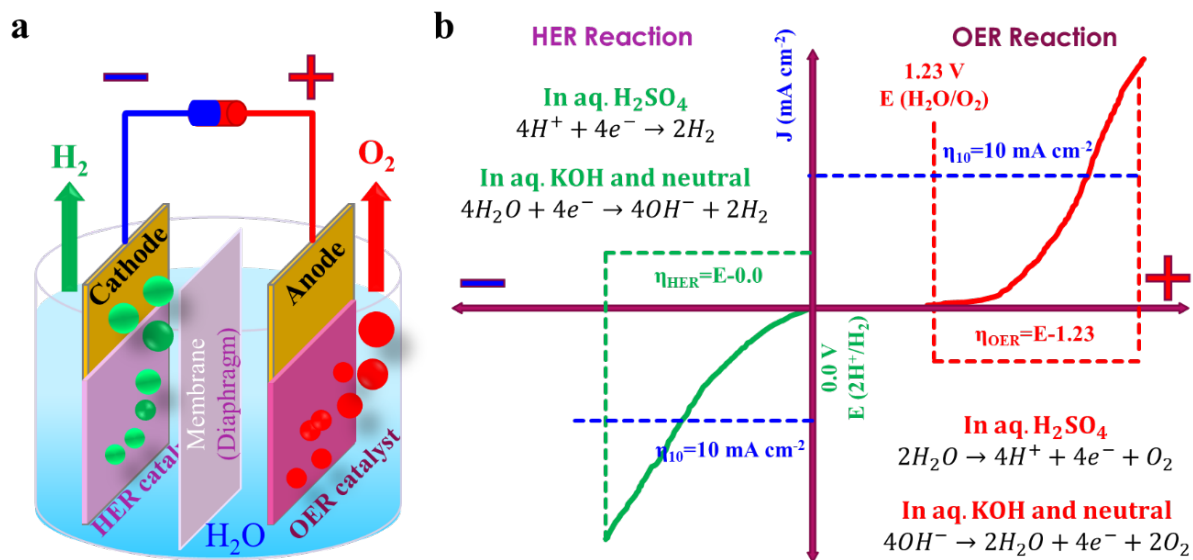 a
H₂
O₂
Cathode
Anode
Membrane
(Diaphragm)
HER catal
OER catalyst
H₂O
b
HER Reaction
OER Reaction
J (mA cm⁻²)
In aq. H₂SO₄
4H⁺ + 4e⁻ → 2H₂
In aq. KOH and neutral
4H₂O + 4e⁻ → 4OH⁻ + 2H₂
1.23 V
E (H₂O/O₂)
η₁₀=10 mA cm⁻²
η_HER=E-0.0
η_OER=E-1.23
0.0 V
E (2H⁺/H₂)
η₁₀=10 mA cm⁻²
In aq. H₂SO₄
2H₂O → 4H⁺ + 4e⁻ + O₂
In aq. KOH and neutral
4OH⁻ → 2H₂O + 4e⁻ + 2O₂